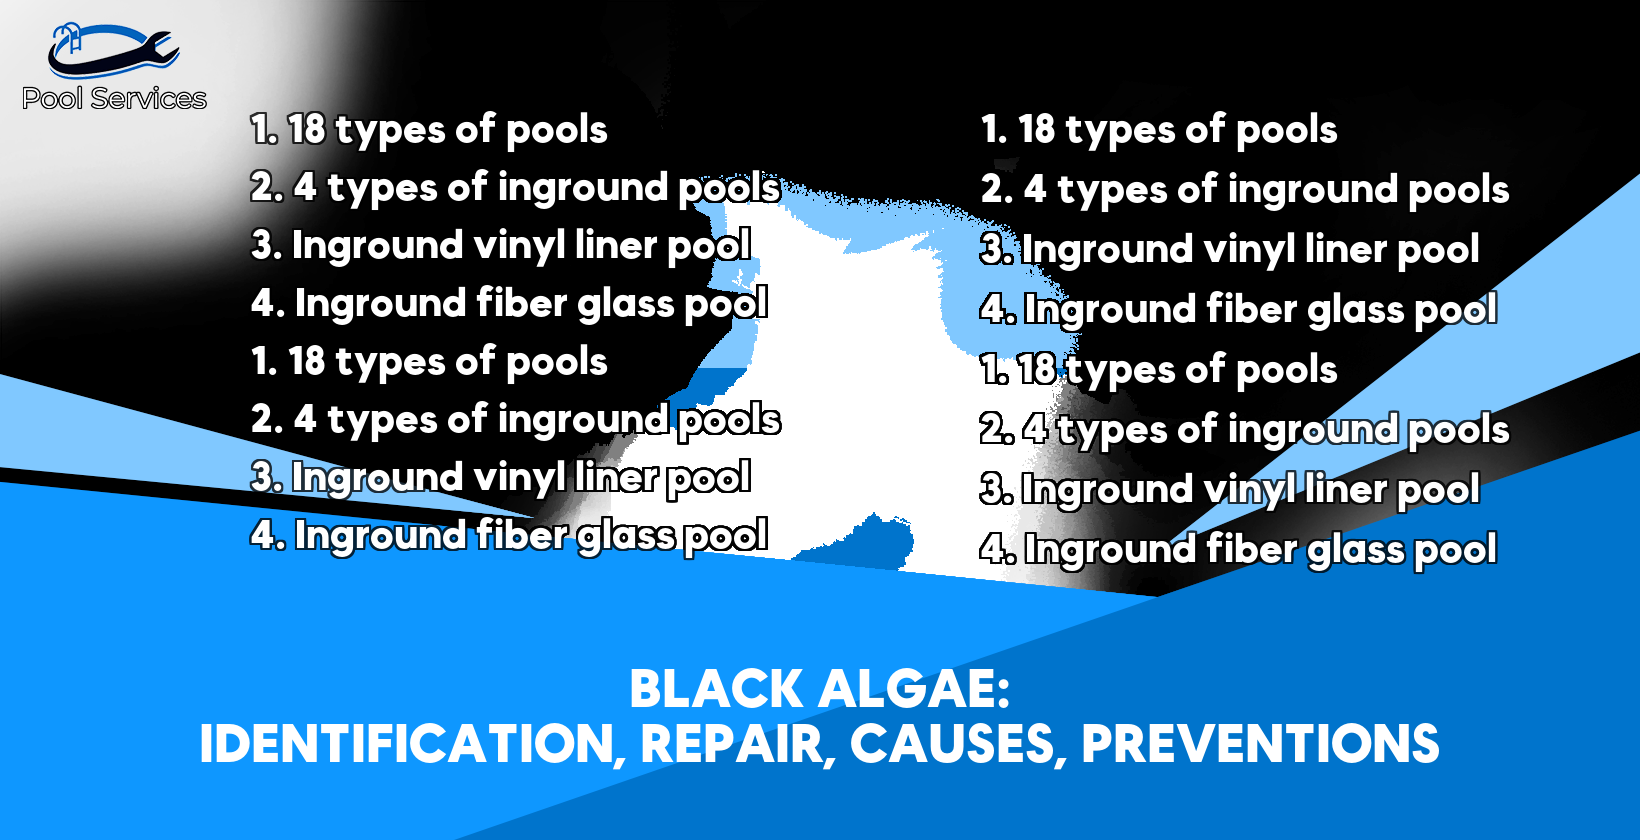 Pool Services
1. 18 types of pools
2. 4 types of inground pools
3. Inground vinyl liner pool
4. Inground fiber glass pool
1. 18 types of pools
2. 4 types of inground pools
3. Inground vinyl liner pool
4. Inground fiber glass pool
1. 18 types of pools
2. 4 types of inground pools
3. Inground vinyl liner pool
4. Inground fiber glass pool
1. 18 types of pools
2. 4 types of inground pools
3. Inground vinyl liner pool
4. Inground fiber glass pool
BLACK ALGAE:
IDENTIFICATION, REPAIR, CAUSES, PREVENTIONS